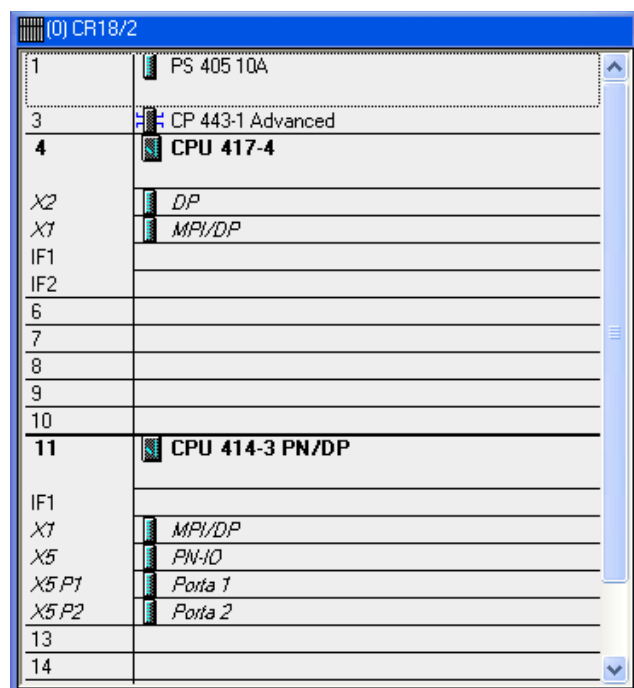 (0) CR18/2
1 PS 405 10A
3 CP 443-1 Advanced
4 CPU 417-4
X2 DP
X1 MPI/DP
IF1
IF2
6
7
8
9
10
11 CPU 414-3 PN/DP
IF1
X1 MPI/DP
X5 PN-IO
X5 P1 Porta 1
X5 P2 Porta 2
13
14